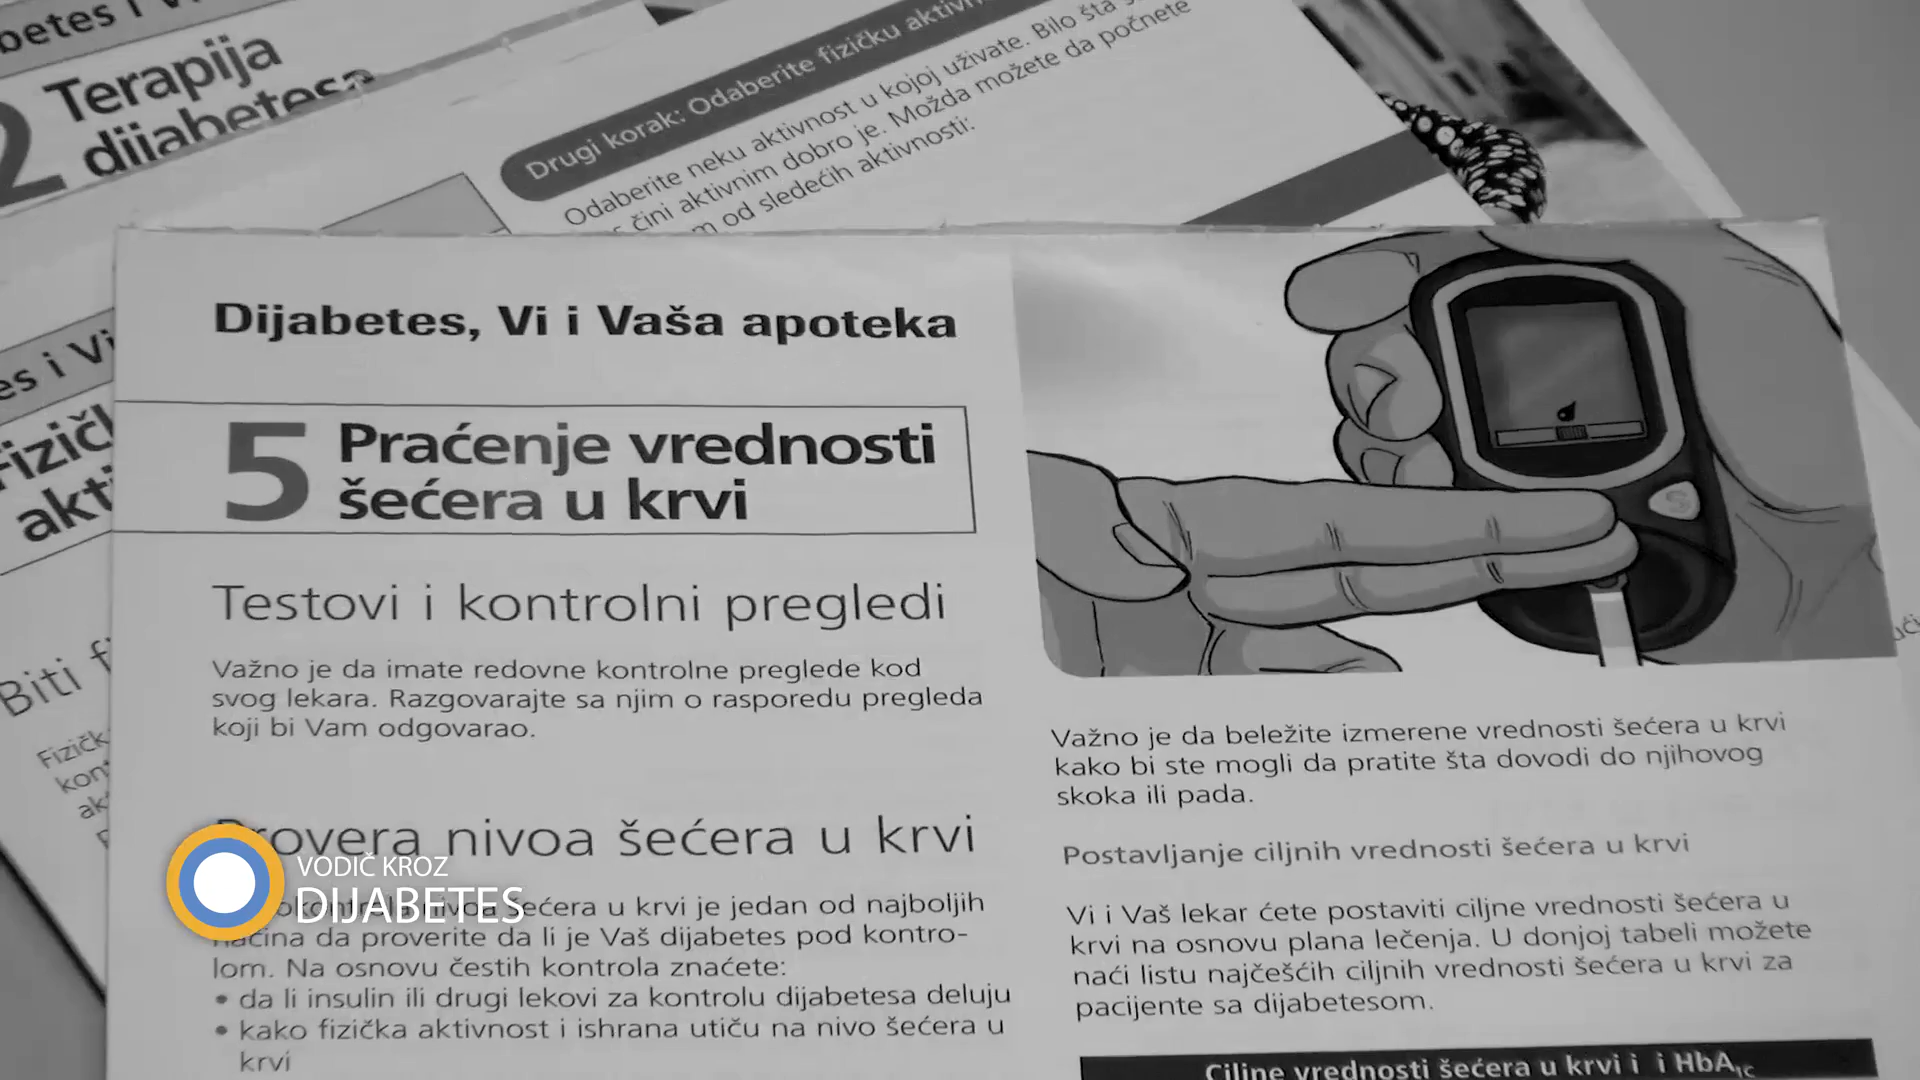 Terapija
dijabetesa
Drugi korak: Odaberite fizičku
Odaberite neku aktivnost u kojoj uživate. Bilo šta
čini aktivnim dobro je. Možda možete da počnete
od sledećih aktivnosti:
Dijabetes, Vi i Vaša apoteka
5 Praćenje vrednosti
šećera u krvi
Testovi i kontrolni pregledi
Važno je da imate redovne kontrolne preglede kod
svog lekara. Razgovarajte sa njim o rasporedu pregleda
koji bi Vam odgovarao.
Provera nivoa šećera u krvi
nivoa šećera u krvi je jedan od najboljih
načina da proverite da li je Vaš dijabetes pod kontro-
lom. Na osnovu čestih kontrola znaćete:
• da li insulin ili drugi lekovi za kontrolu dijabetesa deluju
• kako fizička aktivnost i ishrana utiču na nivo šećera u
krvi
Važno je da beležite izmerene vrednosti šećera u krvi
kako bi ste mogli da pratite šta dovodi do njihovog
skoka ili pada.
Postavljanje ciljnih vrednosti šećera u krvi
Vi i Vaš lekar ćete postaviti ciljne vrednosti šećera u
krvi na osnovu plana lečenja. U donjoj tabeli možete
naći listu najčešćih ciljnih vrednosti šećera u krvi za
pacijente sa dijabetesom.
Ciljne vrednosti šećera u krvi i i HbA1c
Biti
VODIČ KROZ
DIJABETES